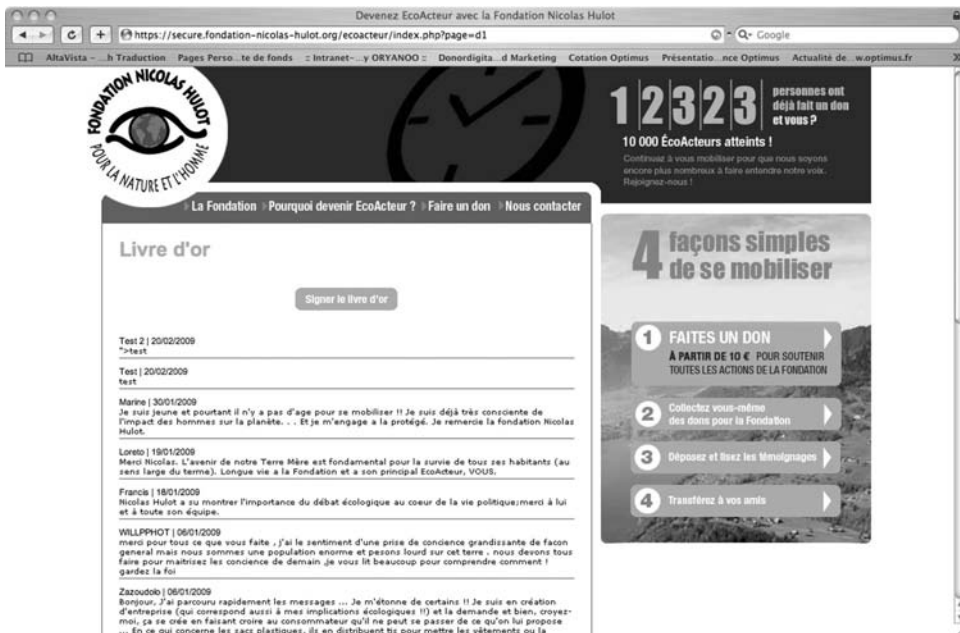 Devenez EcoActeur avec la Fondation Nicolas Hulot
https://secure.fondation-nicolas-hulot.org/ecoacteur/index.php?page=d1
Google
AltaVista - ...h Traduction Pages Perso...te de fonds :: Intranet-...y ORYANOO :: Donordigita...d Marketing Cotation Optimus Présentatio...nce Optimus Actualité de...w.optimus.fr
FONDATION NICOLAS HULOT
POUR LA NATURE ET L'HOMME
12323
personnes ont
déjà fait un don
et vous ?
10 000 ÉcoActeurs atteints !
Continuez à vous mobiliser pour que nous soyons
encore plus nombreux à faire entendre notre voix.
Rejoignez-nous !
La Fondation Pourquoi devenir EcoActeur ? Faire un don Nous contacter
Livre d'or
Signer le livre d'or
Test 2 | 20/02/2009
">test
Test | 20/02/2009
test
Marine | 30/01/2009
Je suis jeune et pourtant il n'y a pas d'age pour se mobiliser !! Je suis déjà très consciente de
l'impact des hommes sur la planète. . . Et je m'engage a la protégé. Je remercie la fondation Nicolas
Hulot.
Loreto | 19/01/2009
Merci Nicolas. L'avenir de notre Terre Mère est fondamental pour la survie de tous ses habitants (au
sens large du terme). Longue vie a la Fondation et a son principal EcoActeur, VOUS.
Francis | 18/01/2009
Nicolas Hulot a su montrer l'importance du débat écologique au coeur de la vie politique;merci à lui
et à toute son équipe.
WILLPPHOT | 06/01/2009
merci pour tous ce que vous faite , j'ai le sentiment d'une prise de concience grandissante de facon
general mais nous sommes une population enorme et pesons lourd sur cet terre . nous devons tous
faire pour maitrisez les concience de demain ,je vous lit beaucoup pour comprendre comment !
gardez la foi
Zazoudolo | 06/01/2009
Bonjour, J'ai parcouru rapidement les messages ... Je m'étonne de certains !! Je suis en création
d'entreprise (qui correspond aussi à mes implications écologiques !!) et la demande et bien, croyez-
moi, ça se crée en faisant croire au consommateur qu'il ne peut se passer de ce qu'on lui propose
... En ce qui concerne les sacs plastiques, ils en distribuent tis pour mettre les vêtements ou la
4 façons simples
de se mobiliser
1 FAITES UN DON
À PARTIR DE 10 € POUR SOUTENIR
TOUTES LES ACTIONS DE LA FONDATION
2 Collectez vous-même
des dons pour la Fondation
3 Déposez et lisez les témoignages
4 Transférez à vos amis